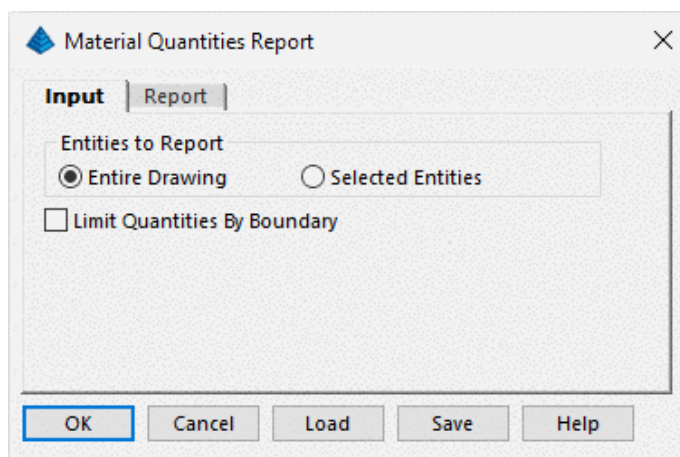 Material Quantities Report
Input Report
Entities to Report
Entire Drawing Selected Entities
Limit Quantities By Boundary
OK Cancel Load Save Help